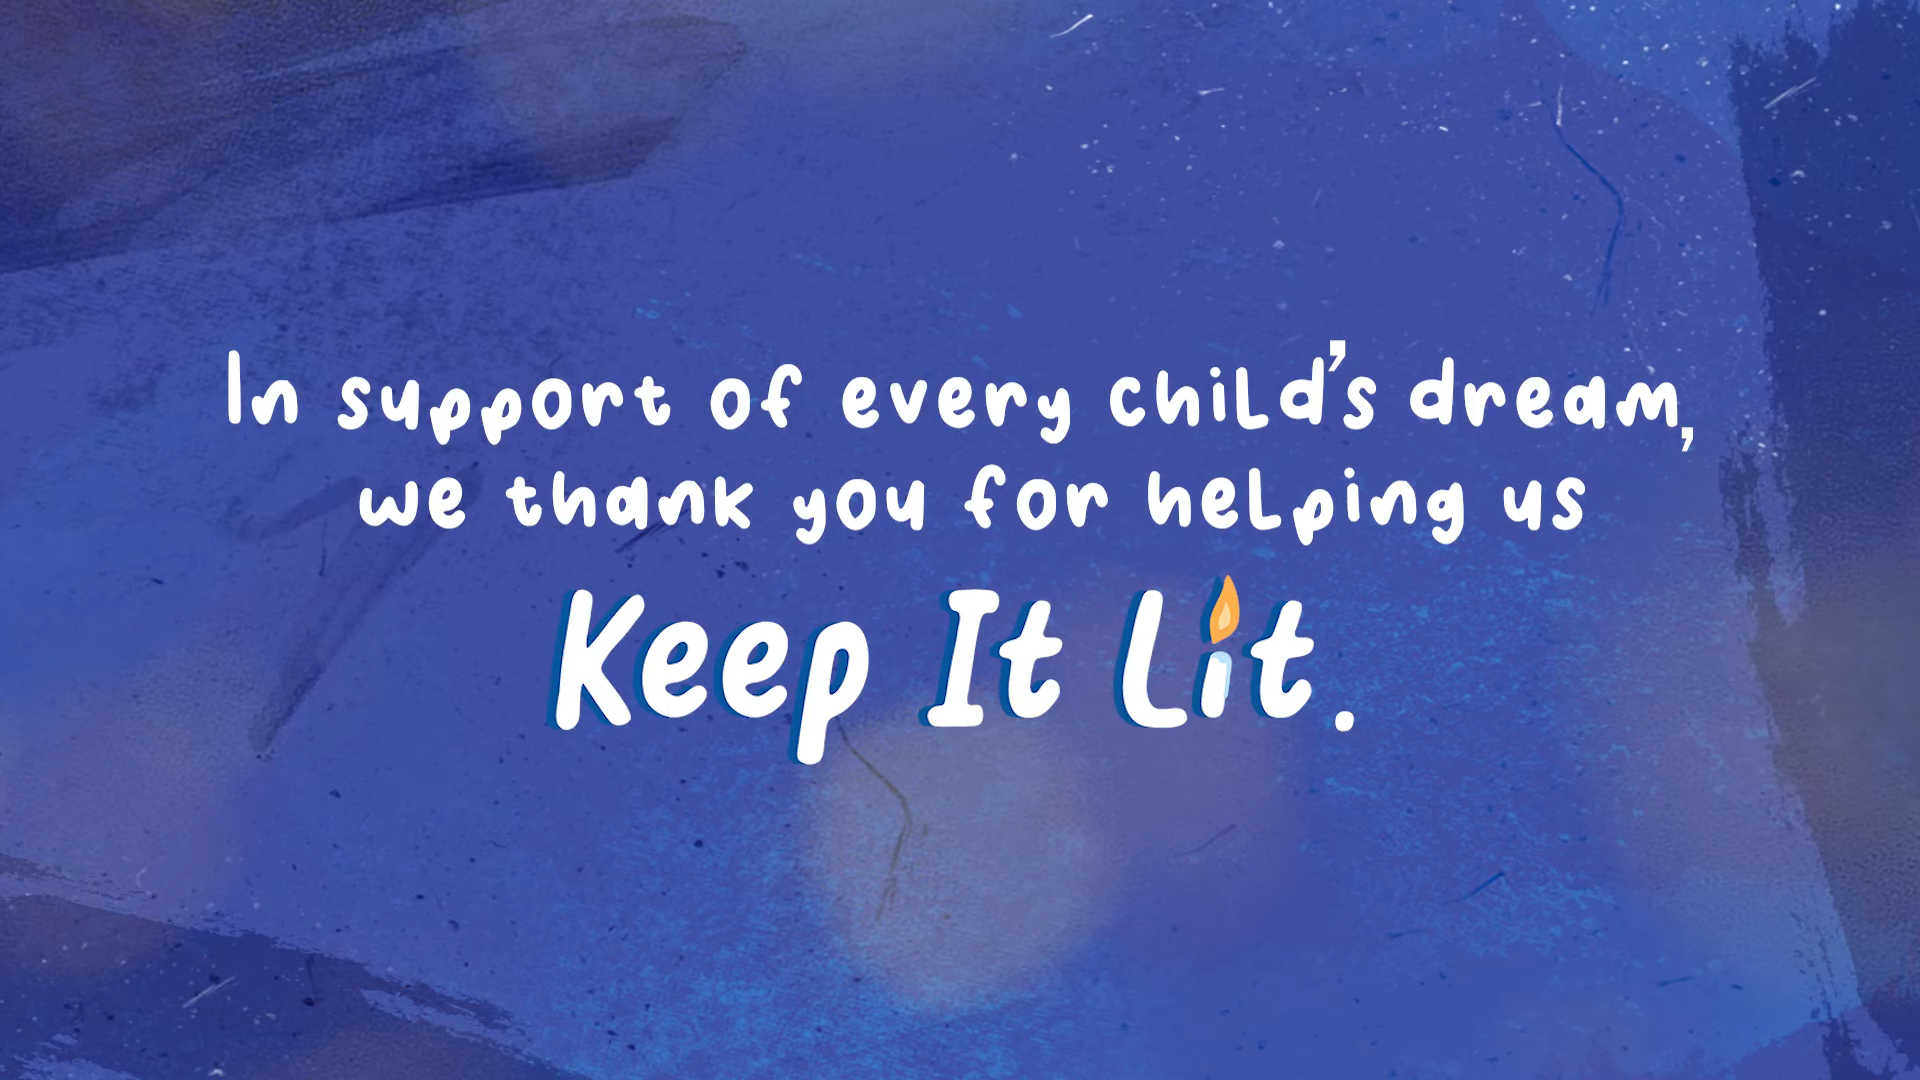 In support of every child's dream,
we thank you for helping us
Keep It Lit.